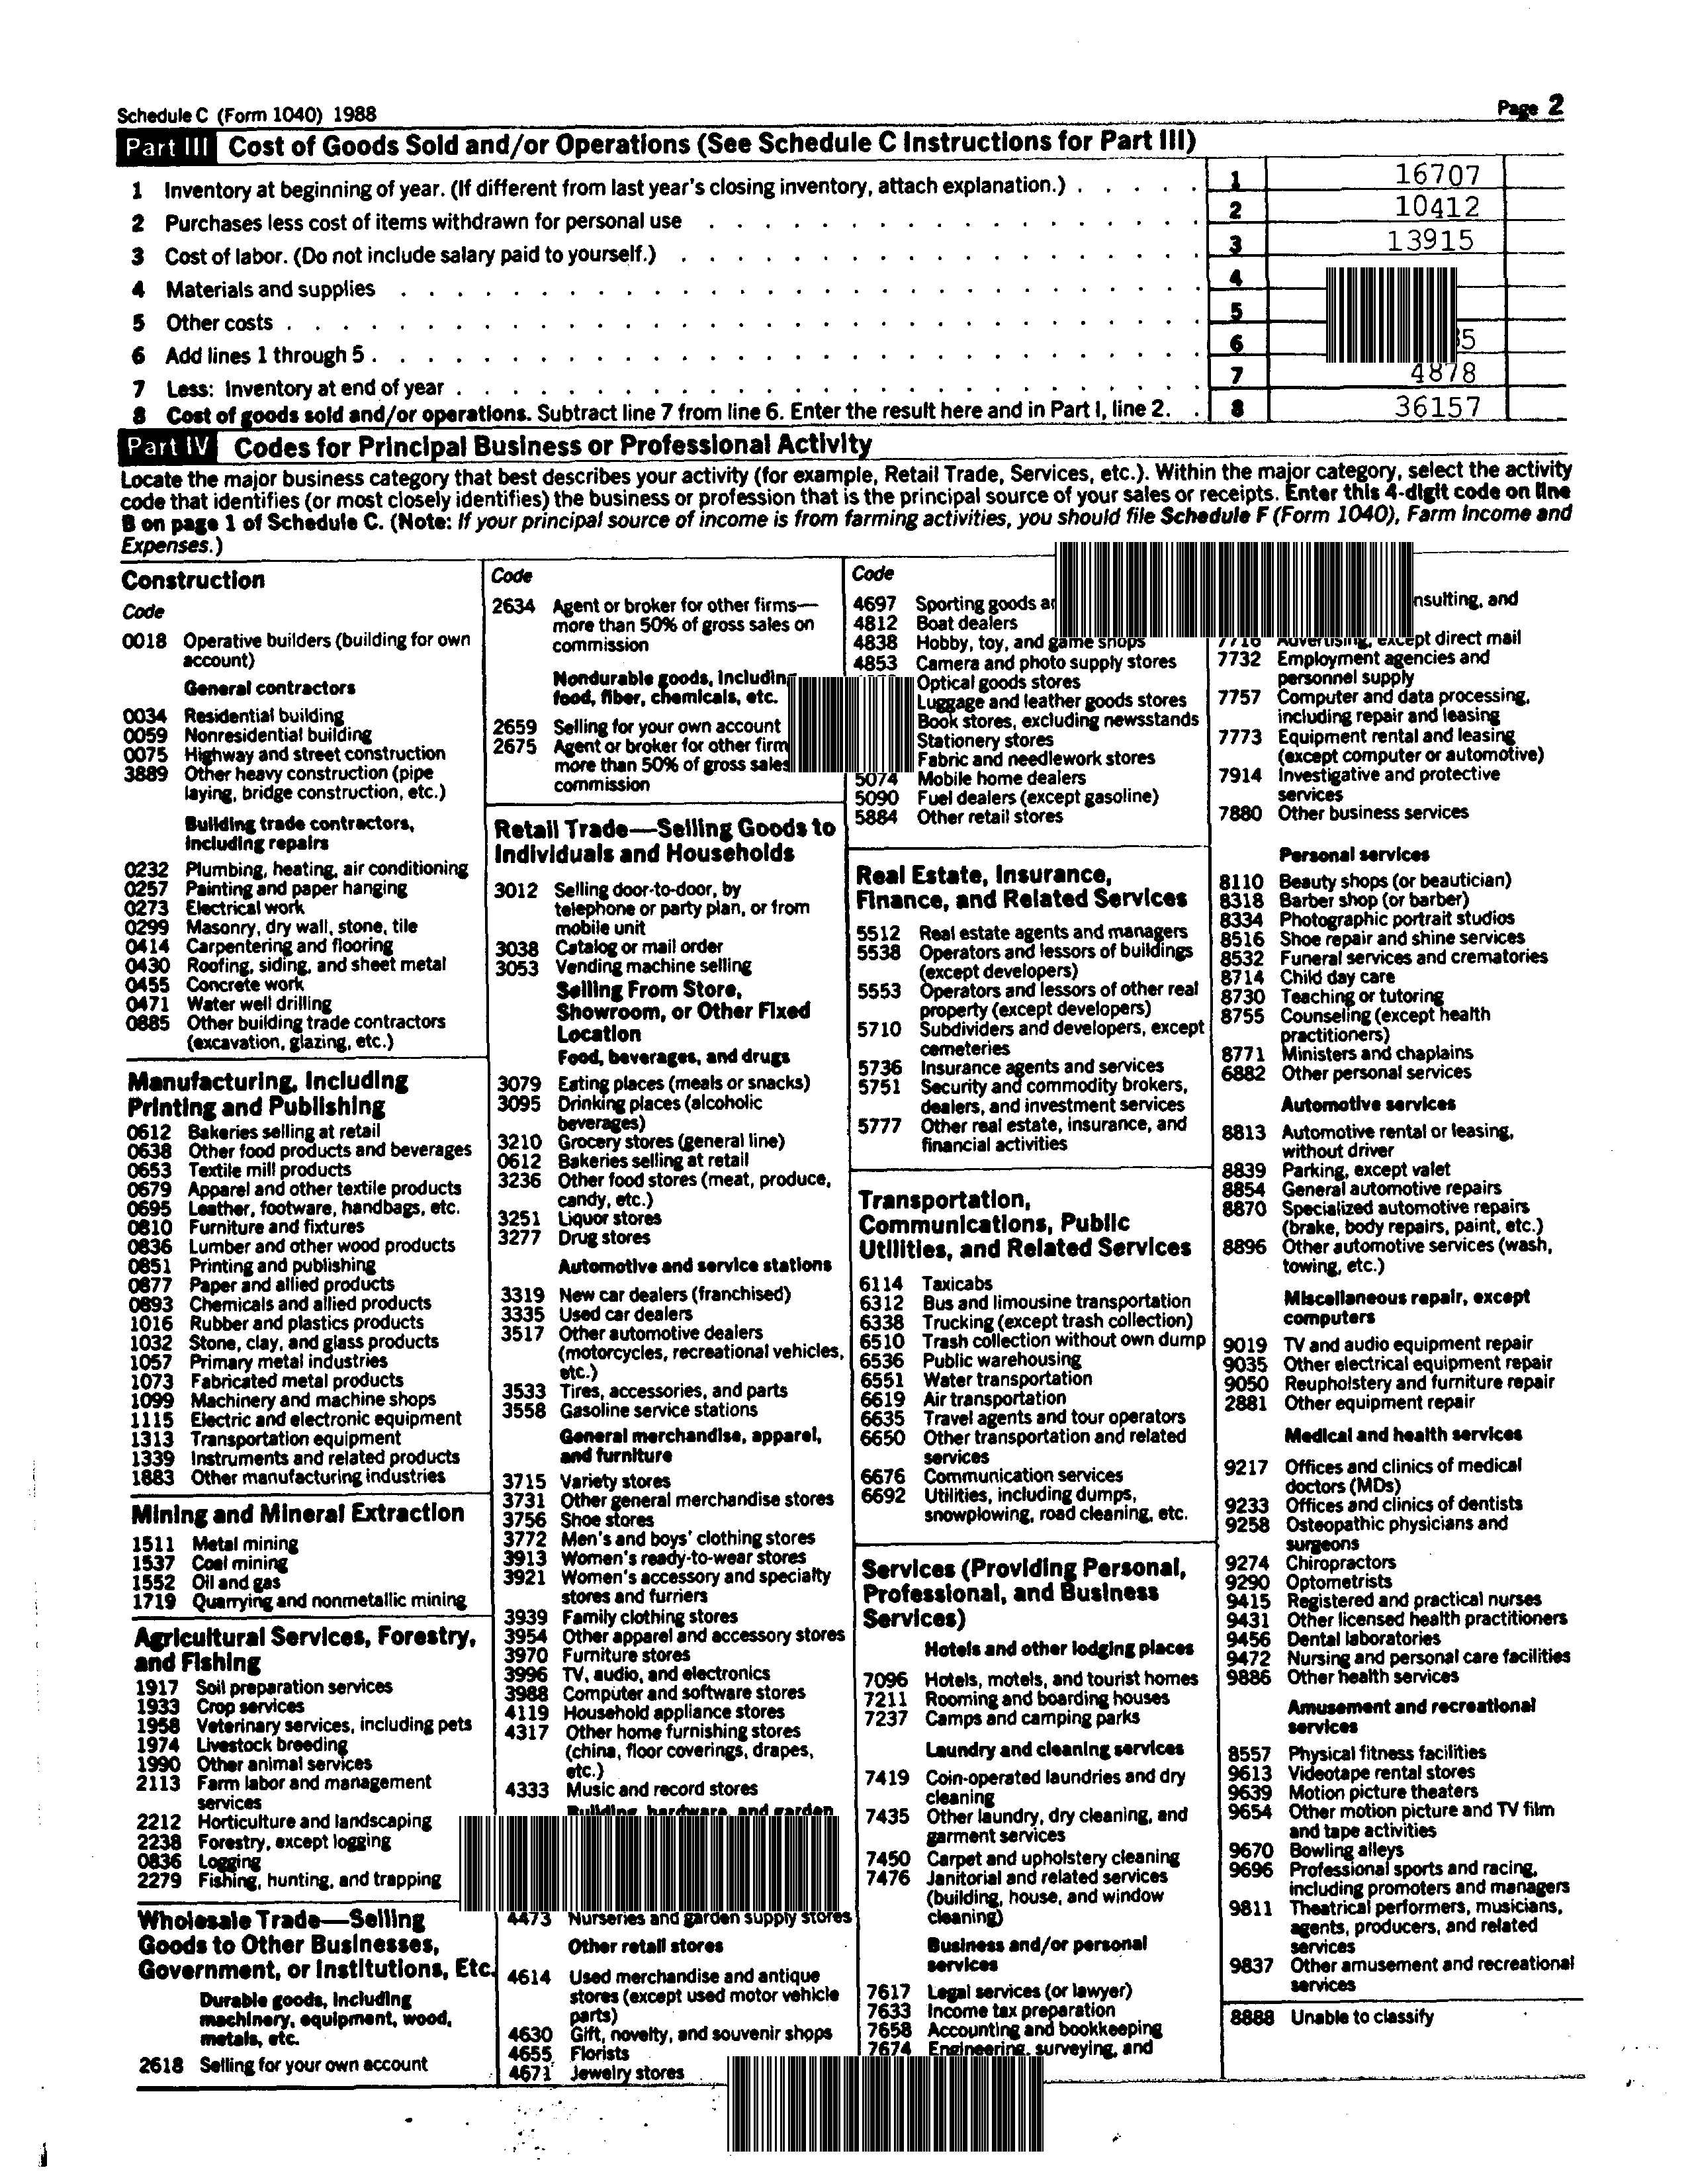 Schedule C (Form 1040) 1988
Page 2
Part III Cost of Goods Sold and/or Operations (See Schedule C Instructions for Part III)
1 Inventory at beginning of year. (If different from last year's closing inventory, attach explanation.) . . . . . 1 16707
2 Purchases less cost of items withdrawn for personal use 2 10412
3 Cost of labor. (Do not include salary paid to yourself.) 3 13915
4 Materials and supplies 4
5 Other costs 5
6 Add lines 1 through 5 6 5
7 Less: Inventory at end of year 7 4878
8 Cost of goods sold and/or operations. Subtract line 7 from line 6. Enter the result here and in Part I, line 2. . 8 36157
Part IV Codes for Principal Business or Professional Activity
Locate the major business category that best describes your activity (for example, Retail Trade, Services, etc.). Within the major category, select the activity
code that identifies (or most closely identifies) the business or profession that is the principal source of your sales or receipts. Enter this 4-digit code on line
B on page 1 of Schedule C. (Note: If your principal source of income is from farming activities, you should file Schedule F (Form 1040), Farm Income and
Expenses.)
Construction
Code
0018 Operative builders (building for own
account)
General contractors
0034 Residential building
0059 Nonresidential building
0075 Highway and street construction
3889 Other heavy construction (pipe
laying, bridge construction, etc.)
Building trade contractors,
including repairs
0232 Plumbing, heating, air conditioning
0257 Painting and paper hanging
0273 Electrical work
0299 Masonry, dry wall, stone, tile
0414 Carpentering and flooring
0430 Roofing, siding, and sheet metal
0455 Concrete work
0471 Water well drilling
0885 Other building trade contractors
(excavation, glazing, etc.)
Manufacturing, Including
Printing and Publishing
0612 Bakeries selling at retail
0638 Other food products and beverages
0653 Textile mill products
0679 Apparel and other textile products
0695 Leather, footware, handbags, etc.
0810 Furniture and fixtures
0836 Lumber and other wood products
0851 Printing and publishing
0877 Paper and allied products
0893 Chemicals and allied products
1016 Rubber and plastics products
1032 Stone, clay, and glass products
1057 Primary metal industries
1073 Fabricated metal products
1099 Machinery and machine shops
1115 Electric and electronic equipment
1313 Transportation equipment
1339 Instruments and related products
1883 Other manufacturing industries
Mining and Mineral Extraction
1511 Metal mining
1537 Coal mining
1552 Oil and gas
1719 Quarrying and nonmetallic mining
Agricultural Services, Forestry,
and Fishing
1917 Soil preparation services
1933 Crop services
1958 Veterinary services, including pets
1974 Livestock breeding
1990 Other animal services
2113 Farm labor and management
services
2212 Horticulture and landscaping
2238 Forestry, except logging
0836 Logging
2279 Fishing, hunting, and trapping
Wholesale Trade—Selling
Goods to Other Businesses,
Government, or Institutions, Etc.
Durable goods, including
machinery, equipment, wood,
metals, etc.
2618 Selling for your own account
Code
2634 Agent or broker for other firms—
more than 50% of gross sales on
commission
Nondurable goods, including
food, fiber, chemicals, etc.
2659 Selling for your own account
2675 Agent or broker for other firm
more than 50% of gross sales
commission
Retail Trade—Selling Goods to
Individuals and Households
3012 Selling door-to-door, by
telephone or party plan, or from
mobile unit
3038 Catalog or mail order
3053 Vending machine selling
Selling From Store,
Showroom, or Other Fixed
Location
Food, beverages, and drugs
3079 Eating places (meals or snacks)
3095 Drinking places (alcoholic
beverages)
3210 Grocery stores (general line)
0612 Bakeries selling at retail
3236 Other food stores (meat, produce,
candy, etc.)
3251 Liquor stores
3277 Drug stores
Automotive and service stations
3319 New car dealers (franchised)
3335 Used car dealers
3517 Other automotive dealers
(motorcycles, recreational vehicles,
etc.)
3533 Tires, accessories, and parts
3558 Gasoline service stations
General merchandise, apparel,
and furniture
3715 Variety stores
3731 Other general merchandise stores
3756 Shoe stores
3772 Men's and boys' clothing stores
3913 Women's ready-to-wear stores
3921 Women's accessory and specialty
stores and furriers
3939 Family clothing stores
3954 Other apparel and accessory stores
3970 Furniture stores
3996 TV, audio, and electronics
3988 Computer and software stores
4119 Household appliance stores
4317 Other home furnishing stores
(china, floor coverings, drapes,
etc.)
4333 Music and record stores
Building, hardware, and garden
4473 Nurseries and garden supply stores
Other retail stores
4614 Used merchandise and antique
stores (except used motor vehicle
parts)
4630 Gift, novelty, and souvenir shops
4655 Florists
4671 Jewelry stores
Code
4697 Sporting goods
4812 Boat dealers
4838 Hobby, toy, and game shops
4853 Camera and photo supply stores
Optical goods stores
Luggage and leather goods stores
Book stores, excluding newsstands
Stationery stores
Fabric and needlework stores
5074 Mobile home dealers
5090 Fuel dealers (except gasoline)
5884 Other retail stores
Real Estate, Insurance,
Finance, and Related Services
5512 Real estate agents and managers
5538 Operators and lessors of buildings
(except developers)
5553 Operators and lessors of other real
property (except developers)
5710 Subdividers and developers, except
cemeteries
5736 Insurance agents and services
5751 Security and commodity brokers,
dealers, and investment services
5777 Other real estate, insurance, and
financial activities
Transportation,
Communications, Public
Utilities, and Related Services
6114 Taxicabs
6312 Bus and limousine transportation
6338 Trucking (except trash collection)
6510 Trash collection without own dump
6536 Public warehousing
6551 Water transportation
6619 Air transportation
6635 Travel agents and tour operators
6650 Other transportation and related
services
6676 Communication services
6692 Utilities, including dumps,
snowplowing, road cleaning, etc.
Services (Providing Personal,
Professional, and Business
Services)
Hotels and other lodging places
7096 Hotels, motels, and tourist homes
7211 Rooming and boarding houses
7237 Camps and camping parks
Laundry and cleaning services
7419 Coin-operated laundries and dry
cleaning
7435 Other laundry, dry cleaning, and
garment services
7450 Carpet and upholstery cleaning
7476 Janitorial and related services
(building, house, and window
cleaning)
Business and/or personal
services
7617 Legal services (or lawyer)
7633 Income tax preparation
7658 Accounting and bookkeeping
7674 Engineering, surveying, and
nsulting, and
7716 Advertising, except direct mail
7732 Employment agencies and
personnel supply
7757 Computer and data processing,
including repair and leasing
7773 Equipment rental and leasing
(except computer or automotive)
7914 Investigative and protective
services
7880 Other business services
Personal services
8110 Beauty shops (or beautician)
8318 Barber shop (or barber)
8334 Photographic portrait studios
8516 Shoe repair and shine services
8532 Funeral services and crematories
8714 Child day care
8730 Teaching or tutoring
8755 Counseling (except health
practitioners)
8771 Ministers and chaplains
6882 Other personal services
Automotive services
8813 Automotive rental or leasing,
without driver
8839 Parking, except valet
8854 General automotive repairs
8870 Specialized automotive repairs
(brake, body repairs, paint, etc.)
8896 Other automotive services (wash,
towing, etc.)
Miscellaneous repair, except
computers
9019 TV and audio equipment repair
9035 Other electrical equipment repair
9050 Reupholstery and furniture repair
2881 Other equipment repair
Medical and health services
9217 Offices and clinics of medical
doctors (MDs)
9233 Offices and clinics of dentists
9258 Osteopathic physicians and
surgeons
9274 Chiropractors
9290 Optometrists
9415 Registered and practical nurses
9431 Other licensed health practitioners
9456 Dental laboratories
9472 Nursing and personal care facilities
9886 Other health services
Amusement and recreational
services
8557 Physical fitness facilities
9613 Videotape rental stores
9639 Motion picture theaters
9654 Other motion picture and TV film
and tape activities
9670 Bowling alleys
9696 Professional sports and racing,
including promoters and managers
9811 Theatrical performers, musicians,
agents, producers, and related
services
9837 Other amusement and recreational
services
8888 Unable to classify